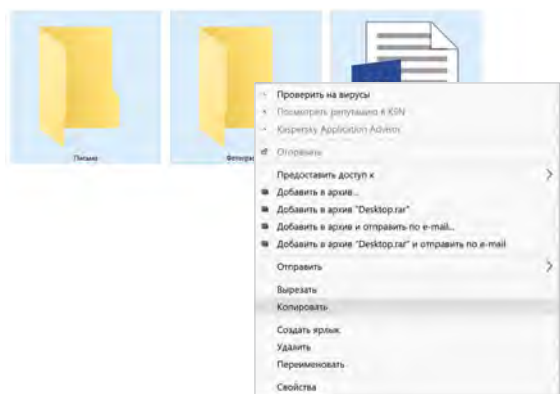 Письма
Проверить на вирусы
Посмотреть репутацию в KSN
Kaspersky Application Advisor
Отправить
Предоставить доступ к
Добавить в архив...
Добавить в архив "Desktop.rar"
Добавить в архив и отправить по e-mail...
Добавить в архив "Desktop.rar" и отправить по e-mail
Отправить
Вырезать
Копировать
Создать ярлык
Удалить
Переименовать
Свойства